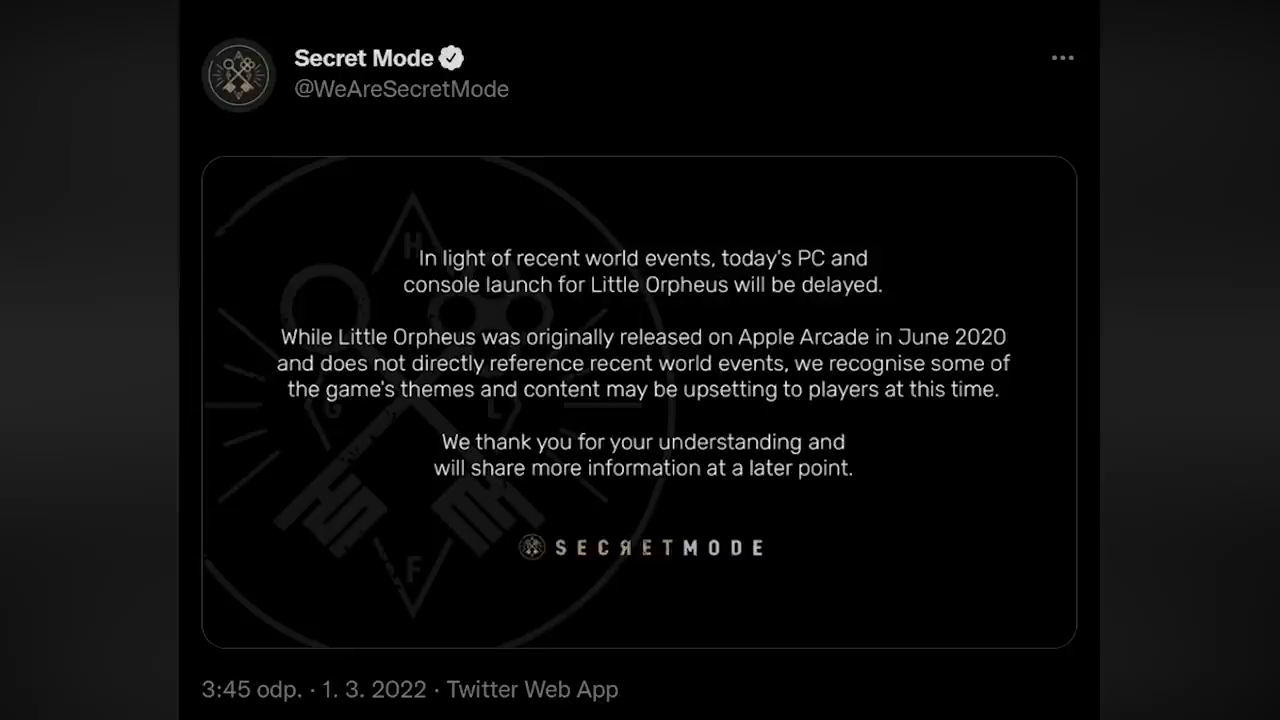 Secret Mode
@WeAreSecretMode
In light of recent world events, today's PC and
console launch for Little Orpheus will be delayed.
While Little Orpheus was originally released on Apple Arcade in June 2020
and does not directly reference recent world events, we recognise some of
the game's themes and content may be upsetting to players at this time.
We thank you for your understanding and
will share more information at a later point.
SECRETMODE
H
G
L
F
3:45 odp. · 1. 3. 2022 · Twitter Web App